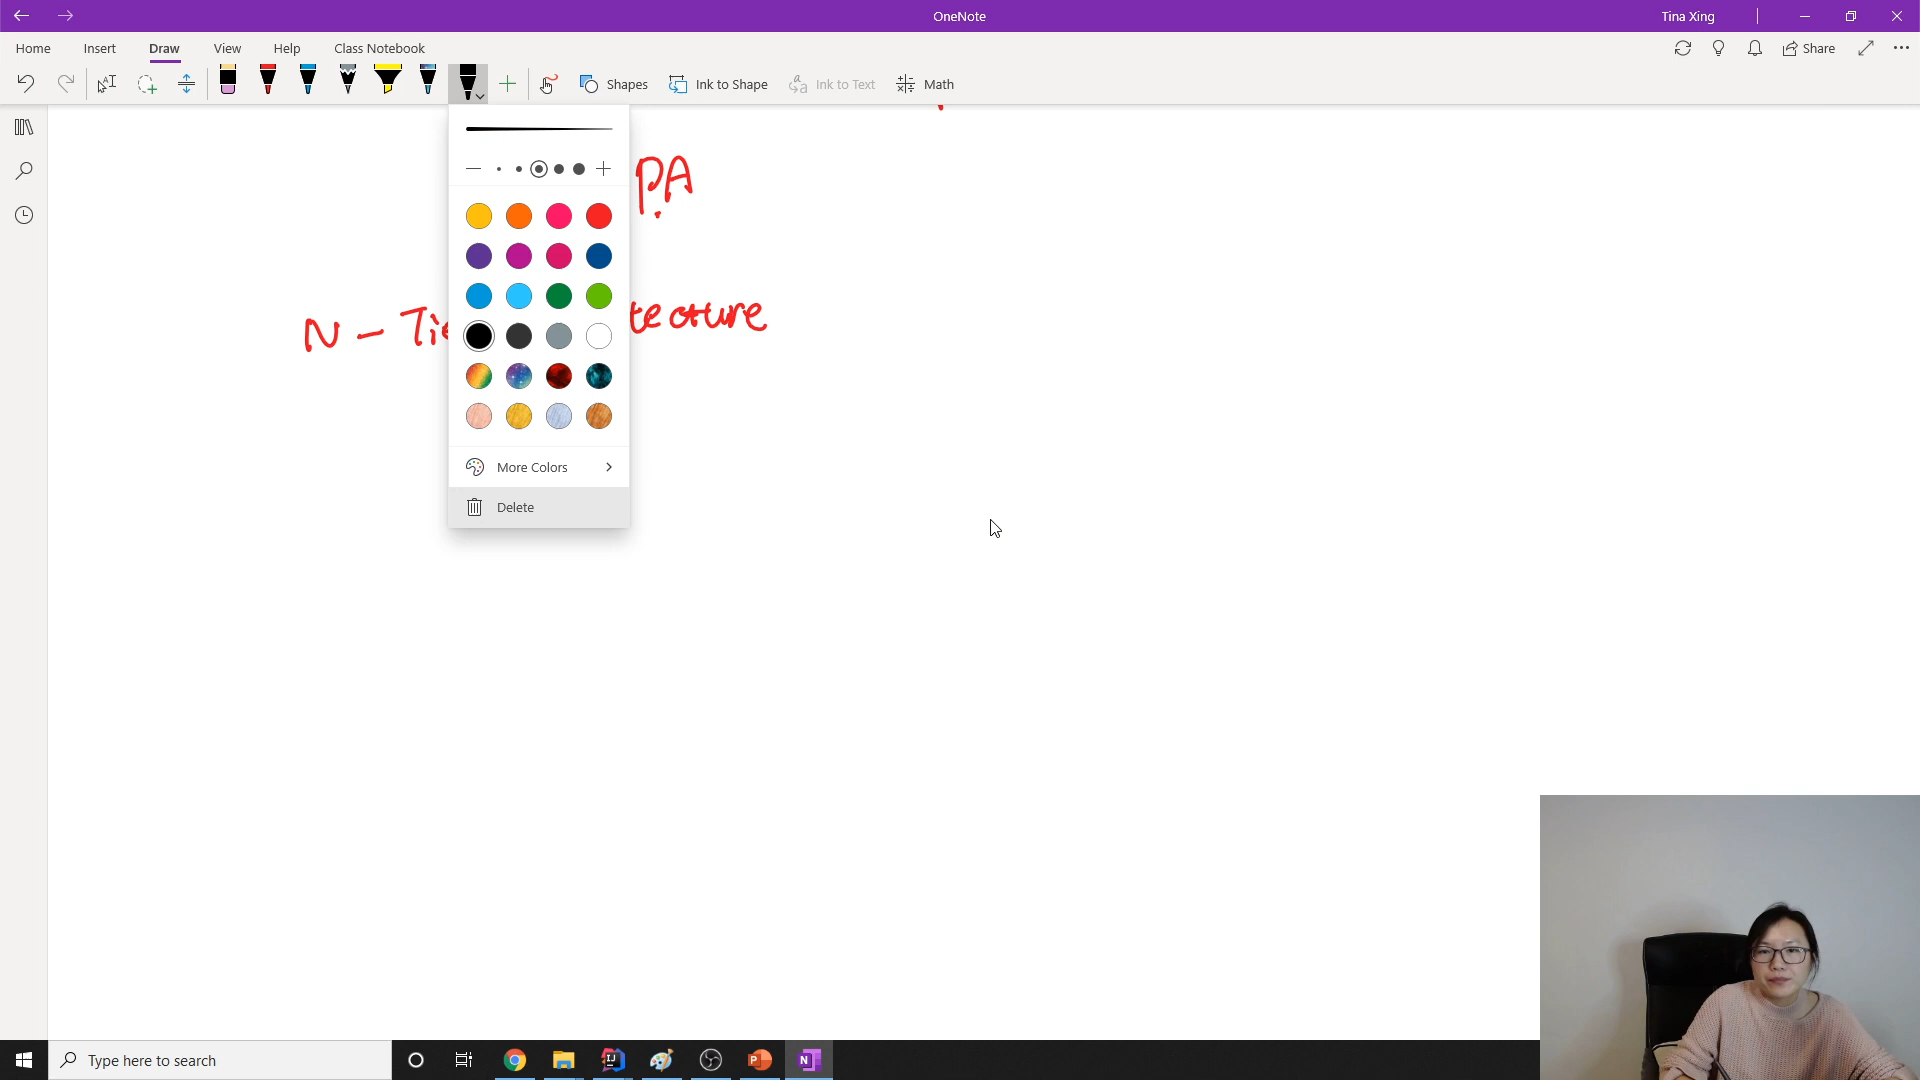 OneNote
Tina Xing
Home Insert Draw View Help Class Notebook
Share
Shapes Ink to Shape Ink to Text Math
PA
N - Tie tecture
More Colors
Delete
Type here to search